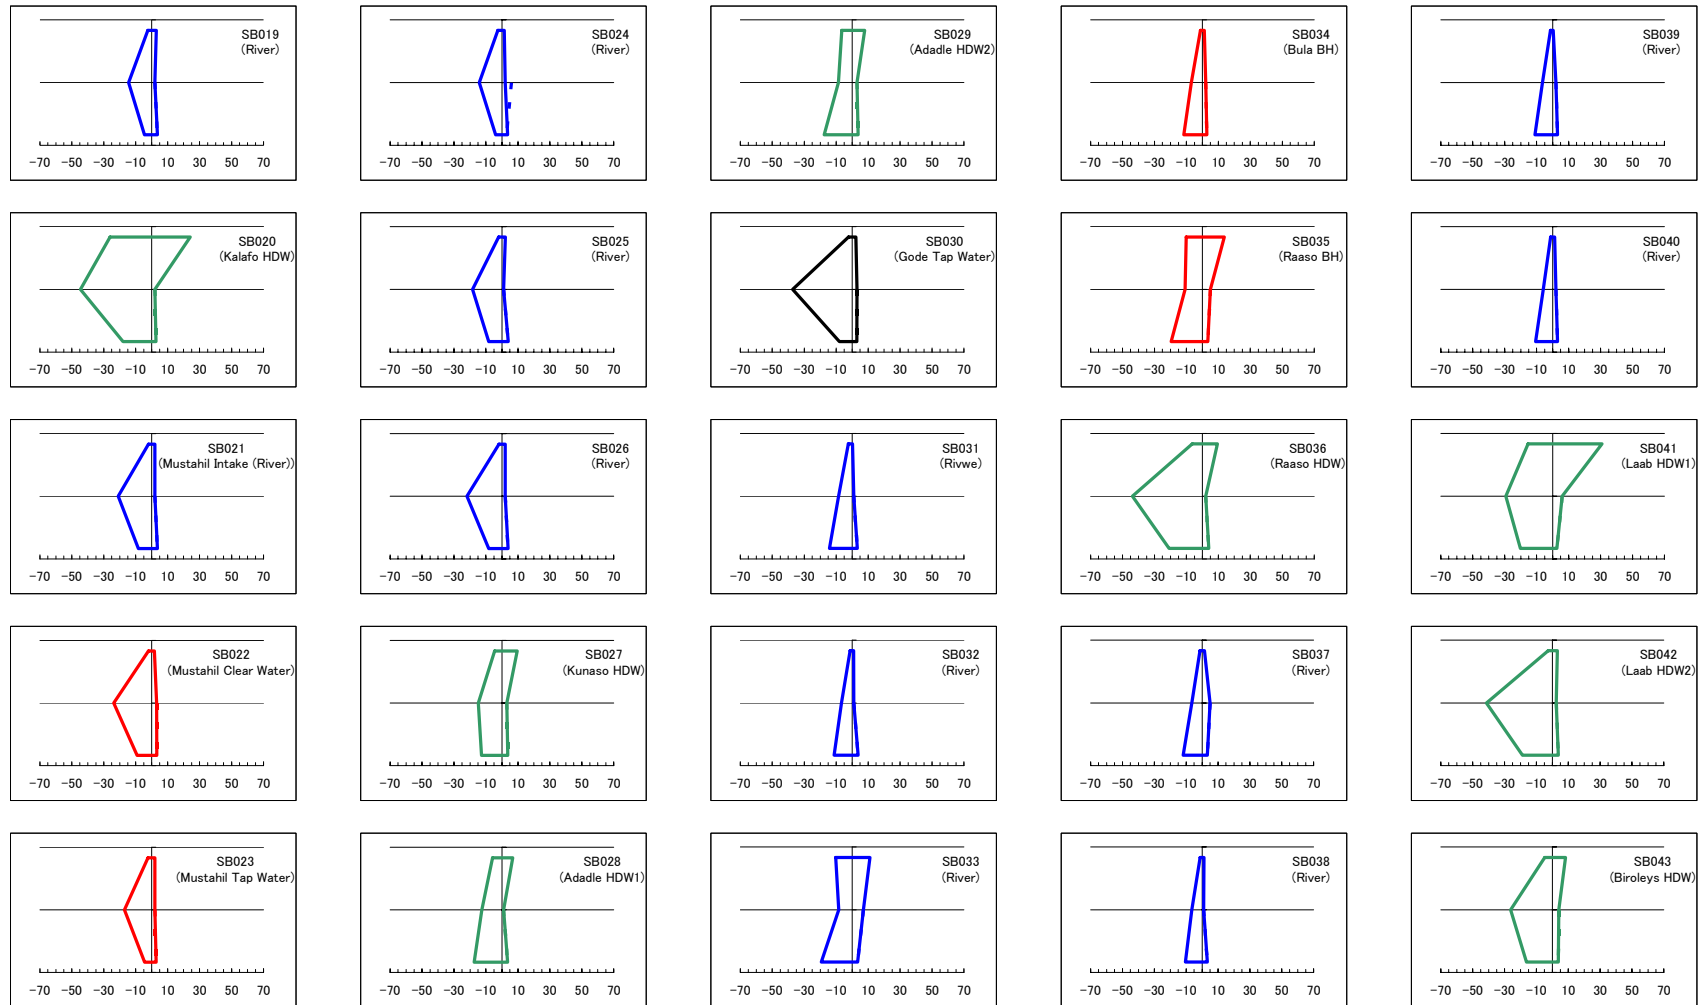 SB019
(River)
-70 -50 -30 -10 10 30 50 70
SB024
(River)
-70 -50 -30 -10 10 30 50 70
SB029
(Adadle HDW2)
-70 -50 -30 -10 10 30 50 70
SB034
(Bula BH)
-70 -50 -30 -10 10 30 50 70
SB039
(River)
-70 -50 -30 -10 10 30 50 70
SB020
(Kalafo HDW)
-70 -50 -30 -10 10 30 50 70
SB025
(River)
-70 -50 -30 -10 10 30 50 70
SB030
(Gode Tap Water)
-70 -50 -30 -10 10 30 50 70
SB035
(Raaso BH)
-70 -50 -30 -10 10 30 50 70
SB040
(River)
-70 -50 -30 -10 10 30 50 70
SB021
(Mustahil Intake (River))
-70 -50 -30 -10 10 30 50 70
SB026
(River)
-70 -50 -30 -10 10 30 50 70
SB031
(Rivwe)
-70 -50 -30 -10 10 30 50 70
SB036
(Raaso HDW)
-70 -50 -30 -10 10 30 50 70
SB041
(Laab HDW1)
-70 -50 -30 -10 10 30 50 70
SB022
(Mustahil Clear Water)
-70 -50 -30 -10 10 30 50 70
SB027
(Kunaso HDW)
-70 -50 -30 -10 10 30 50 70
SB032
(River)
-70 -50 -30 -10 10 30 50 70
SB037
(River)
-70 -50 -30 -10 10 30 50 70
SB042
(Laab HDW2)
-70 -50 -30 -10 10 30 50 70
SB023
(Mustahil Tap Water)
-70 -50 -30 -10 10 30 50 70
SB028
(Adadle HDW1)
-70 -50 -30 -10 10 30 50 70
SB033
(River)
-70 -50 -30 -10 10 30 50 70
SB038
(River)
-70 -50 -30 -10 10 30 50 70
SB043
(Biroleys HDW)
-70 -50 -30 -10 10 30 50 70